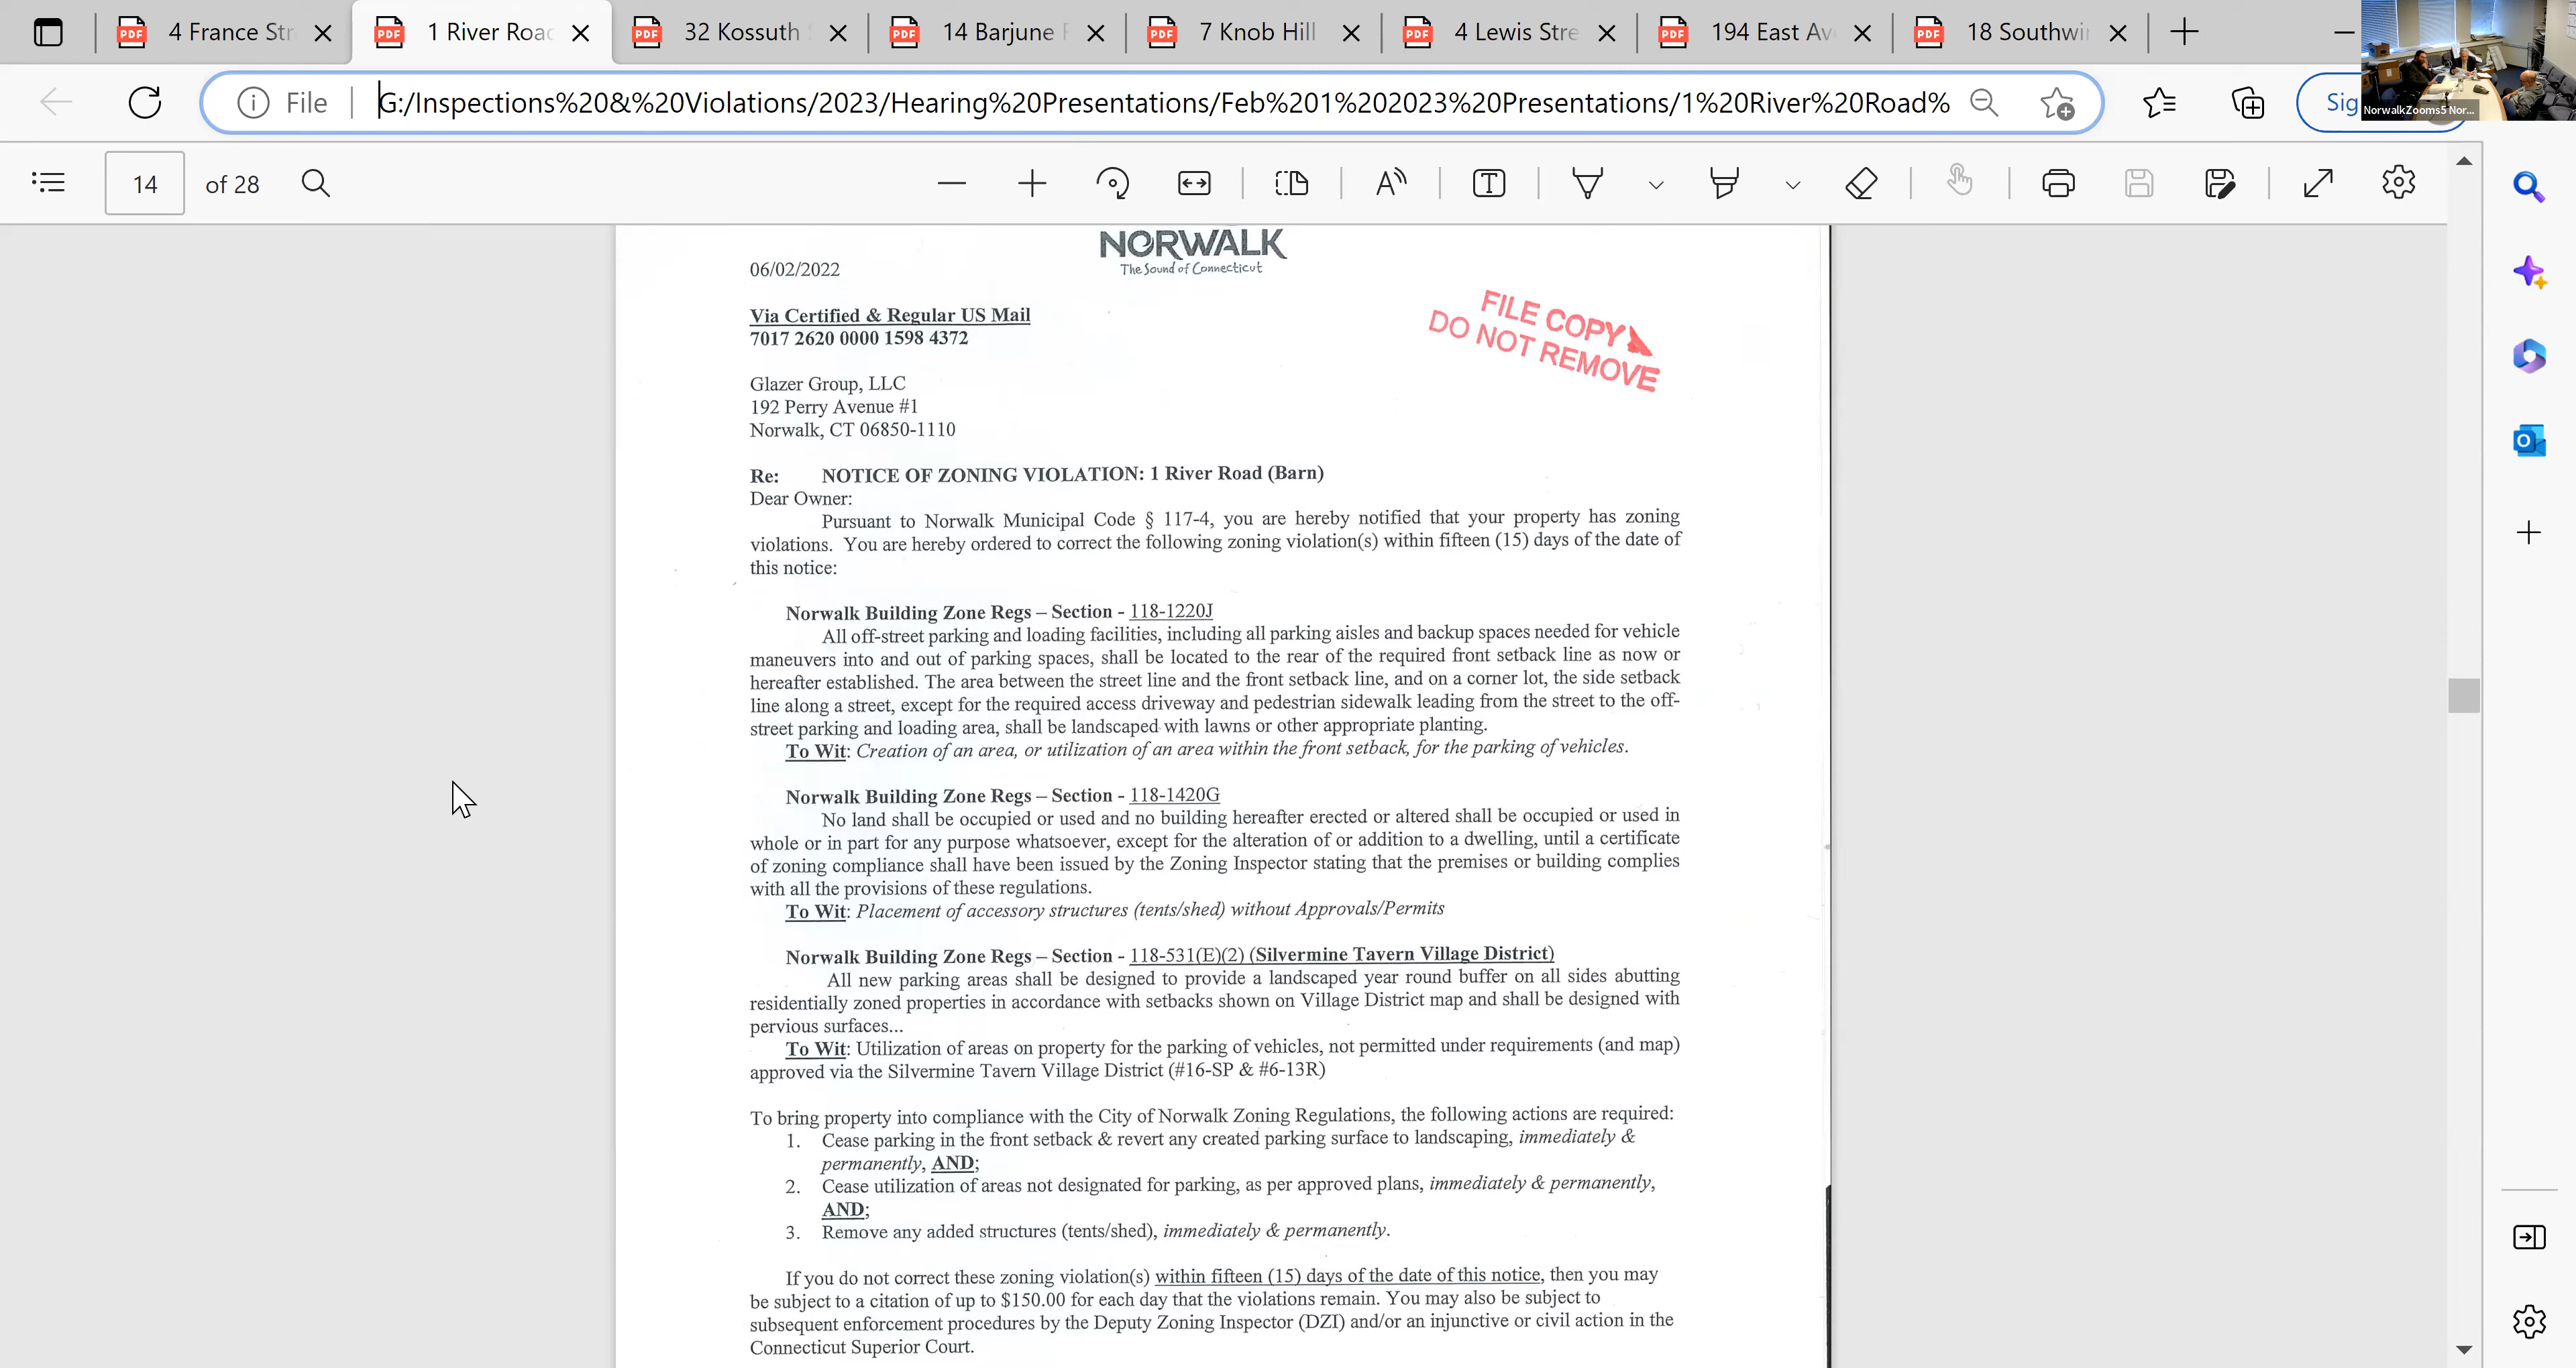 4 France Str
1 River Roa
32 Kossuth S
14 Barjune
7 Knob Hill
4 Lewis Stre
194 East Av
18 Southwi
File
G:/Inspections%20&%20Violations/2023/Hearing%20Presentations/Feb%201%202023%20Presentations/1%20River%20Road%
Sig
NorwalkZooms5 Nor...
14 of 28
NORWALK
The Sound of Connecticut
06/02/2022
FILE COPY
DO NOT REMOVE
Via Certified & Regular US Mail
7017 2620 0000 1598 4372
Glazer Group, LLC
192 Perry Avenue #1
Norwalk, CT 06850-1110
Re: NOTICE OF ZONING VIOLATION: 1 River Road (Barn)
Dear Owner:
Pursuant to Norwalk Municipal Code § 117-4, you are hereby notified that your property has zoning
violations. You are hereby ordered to correct the following zoning violation(s) within fifteen (15) days of the date of
this notice:
Norwalk Building Zone Regs – Section - 118-1220J
All off-street parking and loading facilities, including all parking aisles and backup spaces needed for vehicle
maneuvers into and out of parking spaces, shall be located to the rear of the required front setback line as now or
hereafter established. The area between the street line and the front setback line, and on a corner lot, the side setback
line along a street, except for the required access driveway and pedestrian sidewalk leading from the street to the off-
street parking and loading area, shall be landscaped with lawns or other appropriate planting.
To Wit: Creation of an area, or utilization of an area within the front setback, for the parking of vehicles.
Norwalk Building Zone Regs – Section - 118-1420G
No land shall be occupied or used and no building hereafter erected or altered shall be occupied or used in
whole or in part for any purpose whatsoever, except for the alteration of or addition to a dwelling, until a certificate
of zoning compliance shall have been issued by the Zoning Inspector stating that the premises or building complies
with all the provisions of these regulations.
To Wit: Placement of accessory structures (tents/shed) without Approvals/Permits
Norwalk Building Zone Regs – Section - 118-531(E)(2) (Silvermine Tavern Village District)
All new parking areas shall be designed to provide a landscaped year round buffer on all sides abutting
residentially zoned properties in accordance with setbacks shown on Village District map and shall be designed with
pervious surfaces...
To Wit: Utilization of areas on property for the parking of vehicles, not permitted under requirements (and map)
approved via the Silvermine Tavern Village District (#16-SP & #6-13R)
To bring property into compliance with the City of Norwalk Zoning Regulations, the following actions are required:
1. Cease parking in the front setback & revert any created parking surface to landscaping, immediately &
permanently, AND;
2. Cease utilization of areas not designated for parking, as per approved plans, immediately & permanently,
AND;
3. Remove any added structures (tents/shed), immediately & permanently.
If you do not correct these zoning violation(s) within fifteen (15) days of the date of this notice, then you may
be subject to a citation of up to $150.00 for each day that the violations remain. You may also be subject to
subsequent enforcement procedures by the Deputy Zoning Inspector (DZI) and/or an injunctive or civil action in the
Connecticut Superior Court.